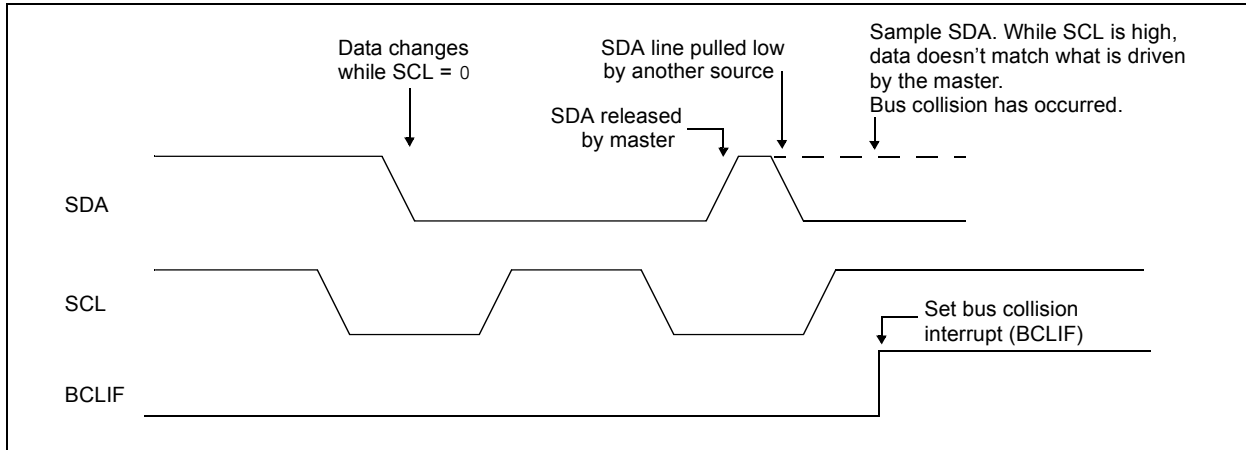 Data changes
while SCL = 0
SDA line pulled low
by another source
Sample SDA. While SCL is high,
data doesn’t match what is driven
by the master.
Bus collision has occurred.
SDA released
by master
SDA
SCL
Set bus collision
interrupt (BCLIF)
BCLIF